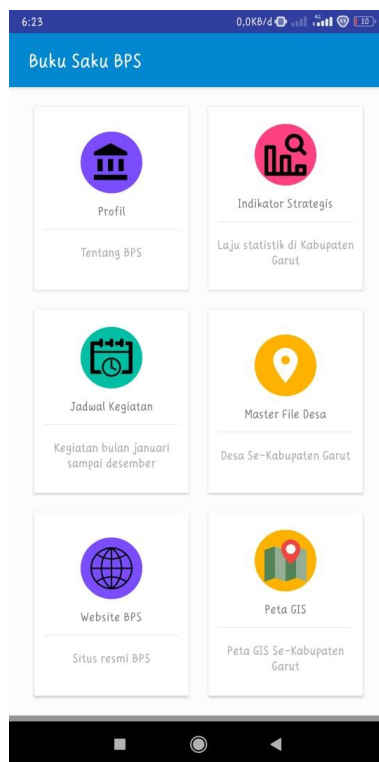 6:23
0,0KB/d
4G
10
Buku Saku BPS
Profil
Tentang BPS
Indikator Strategis
Laju statistik di Kabupaten
Garut
Jadwal Kegiatan
Kegiatan bulan januari
sampai desember
Master File Desa
Desa Se-Kabupaten Garut
Website BPS
Situs resmi BPS
Peta GIS
Peta GIS Se-Kabupaten
Garut